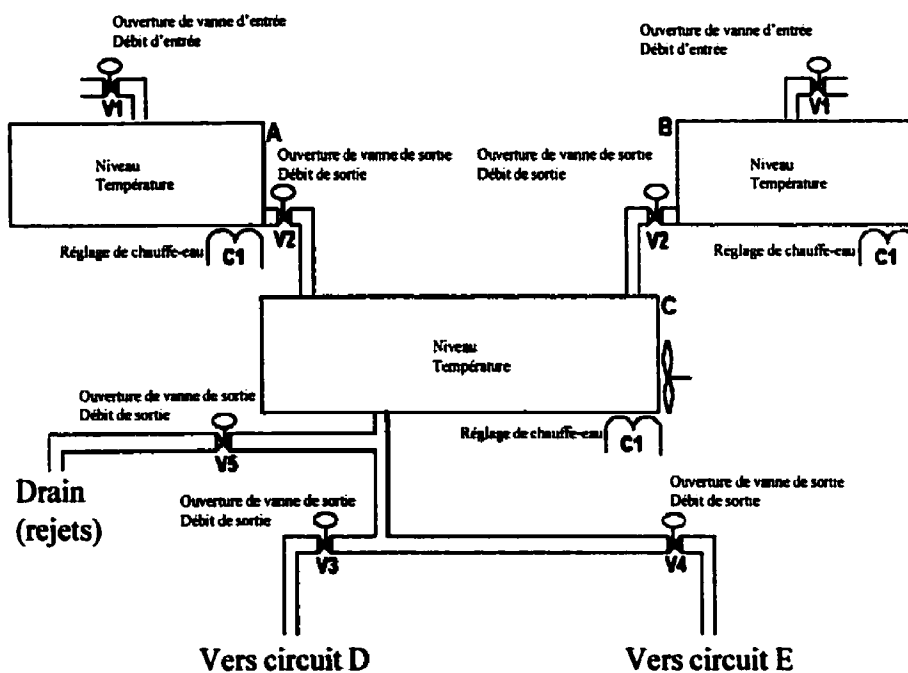 Ouverture de vanne d'entrée
Débit d'entrée
V1
Ouverture de vanne d'entrée
Débit d'entrée
V1
A
Niveau
Température
Ouverture de vanne de sortie
Débit de sortie
V2
Réglage de chauffe-eau
C1
Ouverture de vanne de sortie
Débit de sortie
V2
B
Niveau
Température
Réglage de chauffe-eau
C1
C
Niveau
Température
Réglage de chauffe-eau
C1
Ouverture de vanne de sortie
Débit de sortie
V5
Drain
(rejets)
Ouverture de vanne de sortie
Débit de sortie
V3
Ouverture de vanne de sortie
Débit de sortie
V4
Vers circuit D
Vers circuit E